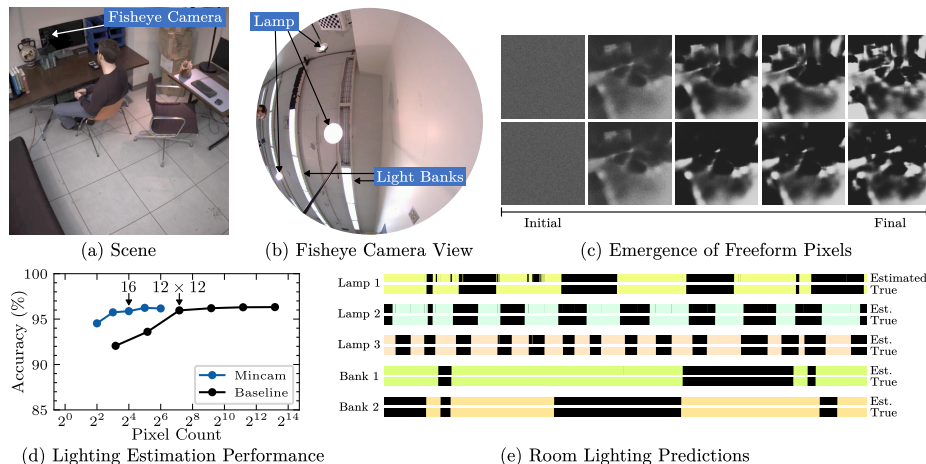 Fisheye Camera
Lamp
Light Banks
Initial
Final
(a) Scene
(b) Fisheye Camera View
(c) Emergence of Freeform Pixels
Accuracy (%)
100
95
90
85
16
12 × 12
Mincam
Baseline
2^0 2^2 2^4 2^6 2^8 2^10 2^12 2^14
Pixel Count
(d) Lighting Estimation Performance
Lamp 1
Estimated
True
Lamp 2
Est.
True
Lamp 3
Est.
True
Bank 1
Est.
True
Bank 2
Est.
True
(e) Room Lighting Predictions